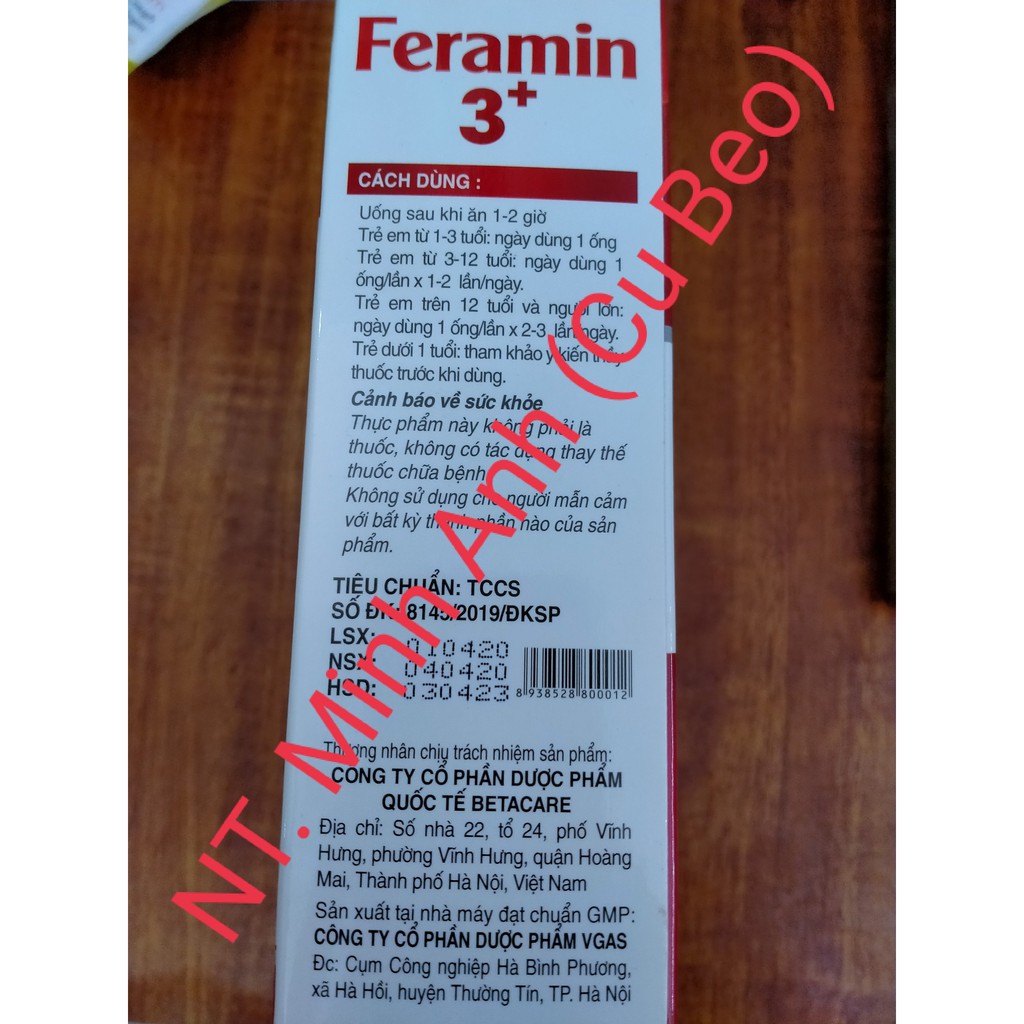 Feramin
3+
CÁCH DÙNG :
Uống sau khi ăn 1-2 giờ
Trẻ em từ 1-3 tuổi: ngày dùng 1 ống
Trẻ em từ 3-12 tuổi: ngày dùng 1
ống/lần x 1-2 lần/ngày.
Trẻ em trên 12 tuổi và người lớn:
ngày dùng 1 ống/lần x 2-3 lần/ngày.
Trẻ dưới 1 tuổi: tham khảo ý kiến thầy
thuốc trước khi dùng.
Cảnh báo về sức khỏe
Thực phẩm này không phải là
thuốc, không có tác dụng thay thế
thuốc chữa bệnh
Không sử dụng cho người mẫn cảm
với bất kỳ thành phần nào của sản
phẩm.
TIÊU CHUẨN: TCCS
SỐ ĐK: 8145/2019/ĐKSP
LSX: 010420
NSX: 040420
HSD: 030423
8 938528 800012
Thương nhân chịu trách nhiệm sản phẩm:
CÔNG TY CỔ PHẦN DƯỢC PHẨM
QUỐC TẾ BETACARE
Địa chỉ: Số nhà 22, tổ 24, phố Vĩnh
Hưng, phường Vĩnh Hưng, quận Hoàng
Mai, Thành phố Hà Nội, Việt Nam
Sản xuất tại nhà máy đạt chuẩn GMP:
CÔNG TY CỔ PHẦN DƯỢC PHẨM VGAS
Đc: Cụm Công nghiệp Hà Bình Phương,
xã Hà Hồi, huyện Thường Tín, TP. Hà Nội
NT. Minh Anh (Cu Beo)